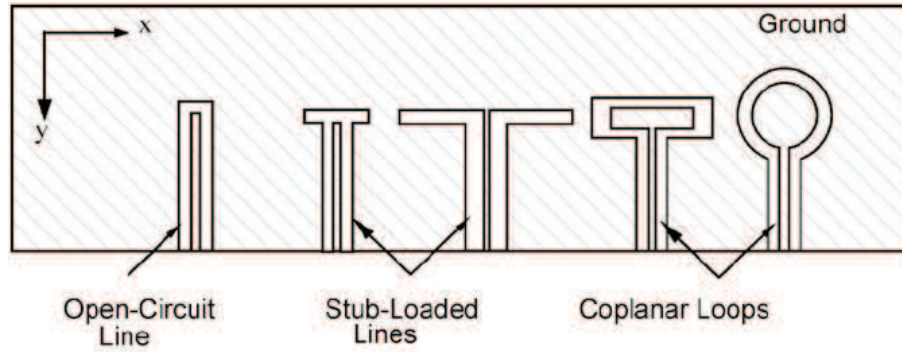 x
Ground
y
Open-Circuit
Line
Stub-Loaded
Lines
Coplanar Loops